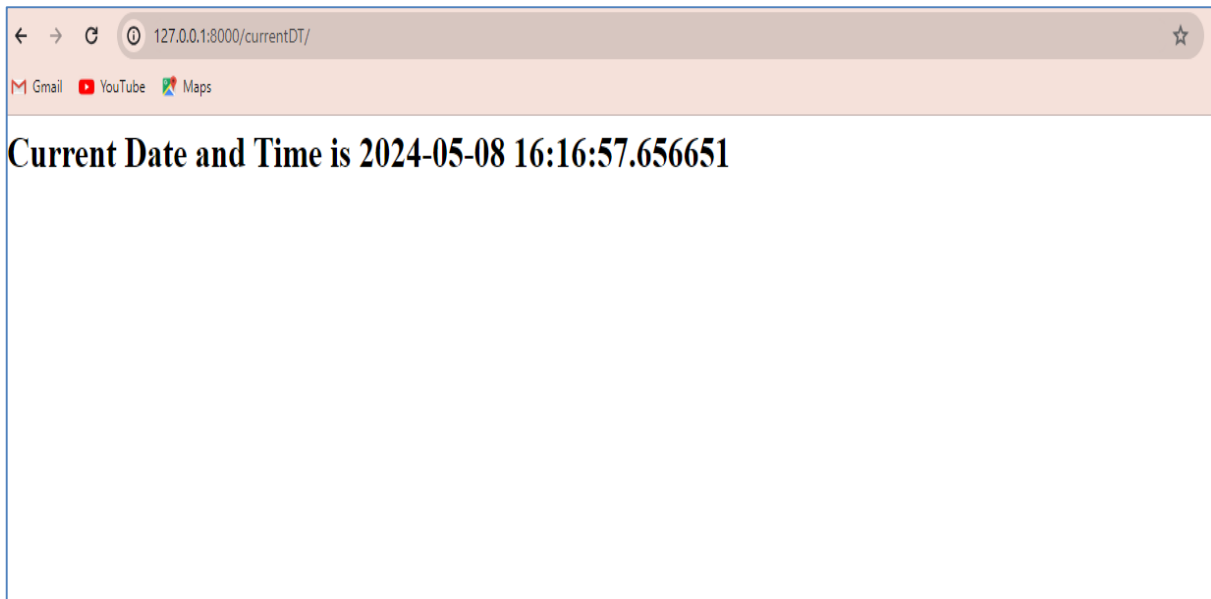 127.0.0.1:8000/currentDT/
Gmail YouTube Maps
Current Date and Time is 2024-05-08 16:16:57.656651